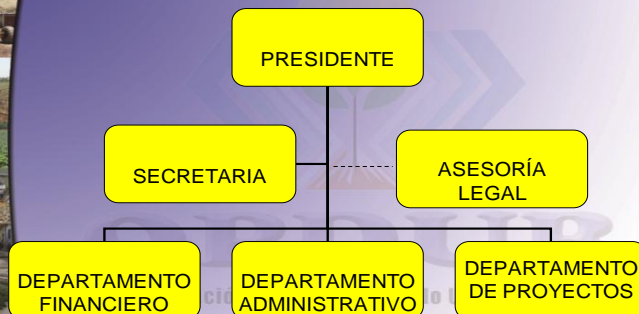 PRESIDENTE
SECRETARIA
ASESORÍA
LEGAL
DEPARTAMENTO
FINANCIERO
DEPARTAMENTO
ADMINISTRATIVO
DEPARTAMENTO
DE PROYECTOS